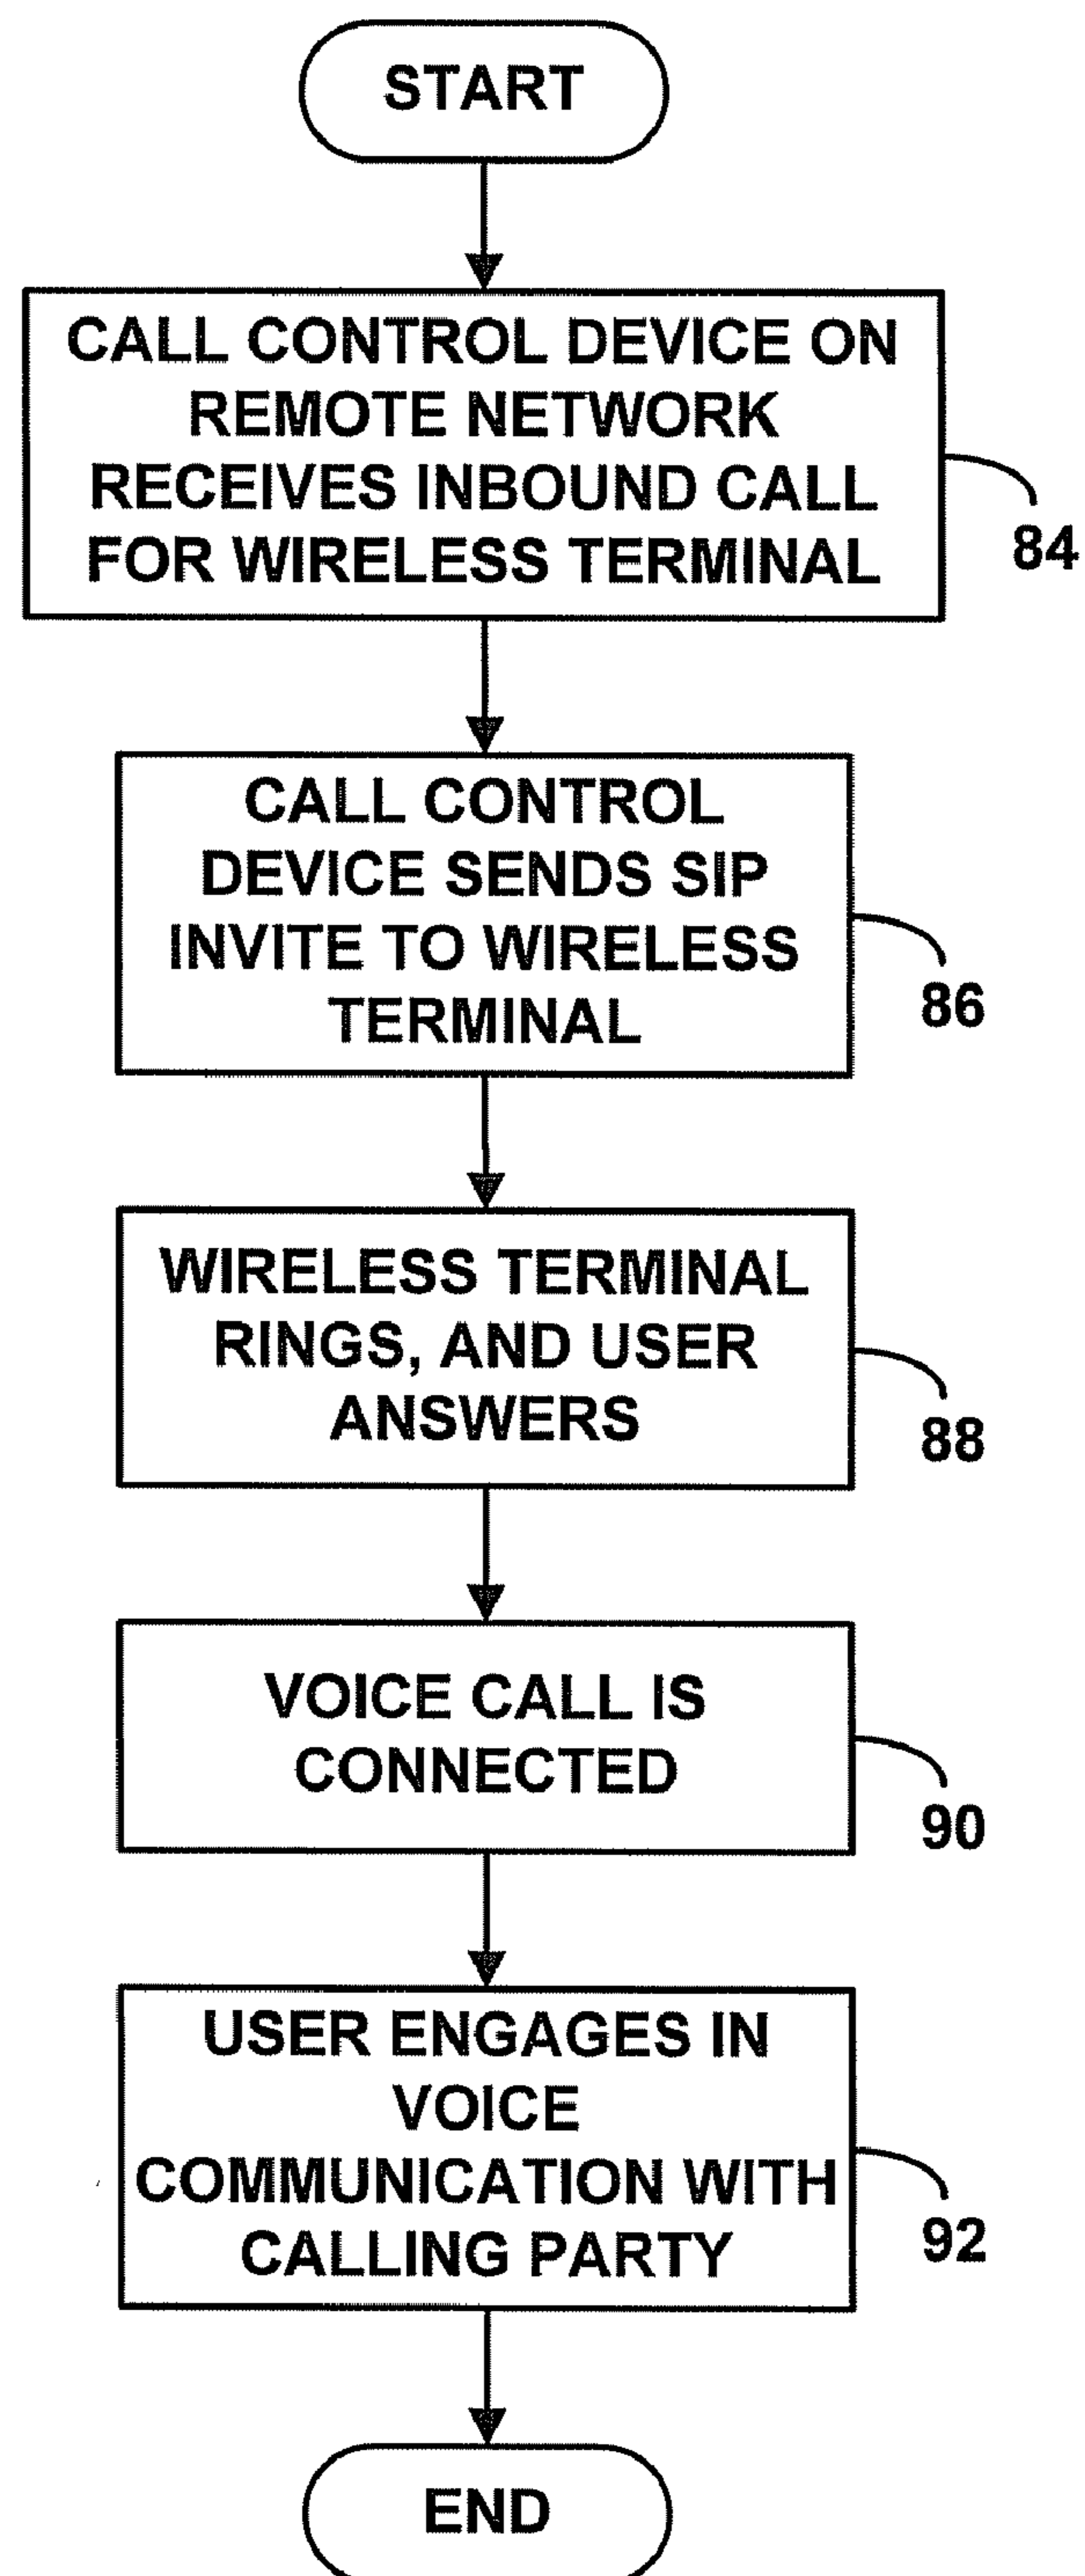 START
CALL CONTROL DEVICE ON
REMOTE NETWORK
RECEIVES INBOUND CALL
FOR WIRELESS TERMINAL
84
CALL CONTROL
DEVICE SENDS SIP
INVITE TO WIRELESS
TERMINAL
86
WIRELESS TERMINAL
RINGS, AND USER
ANSWERS
88
VOICE CALL IS
CONNECTED
90
USER ENGAGES IN
VOICE
COMMUNICATION WITH
CALLING PARTY
92
END